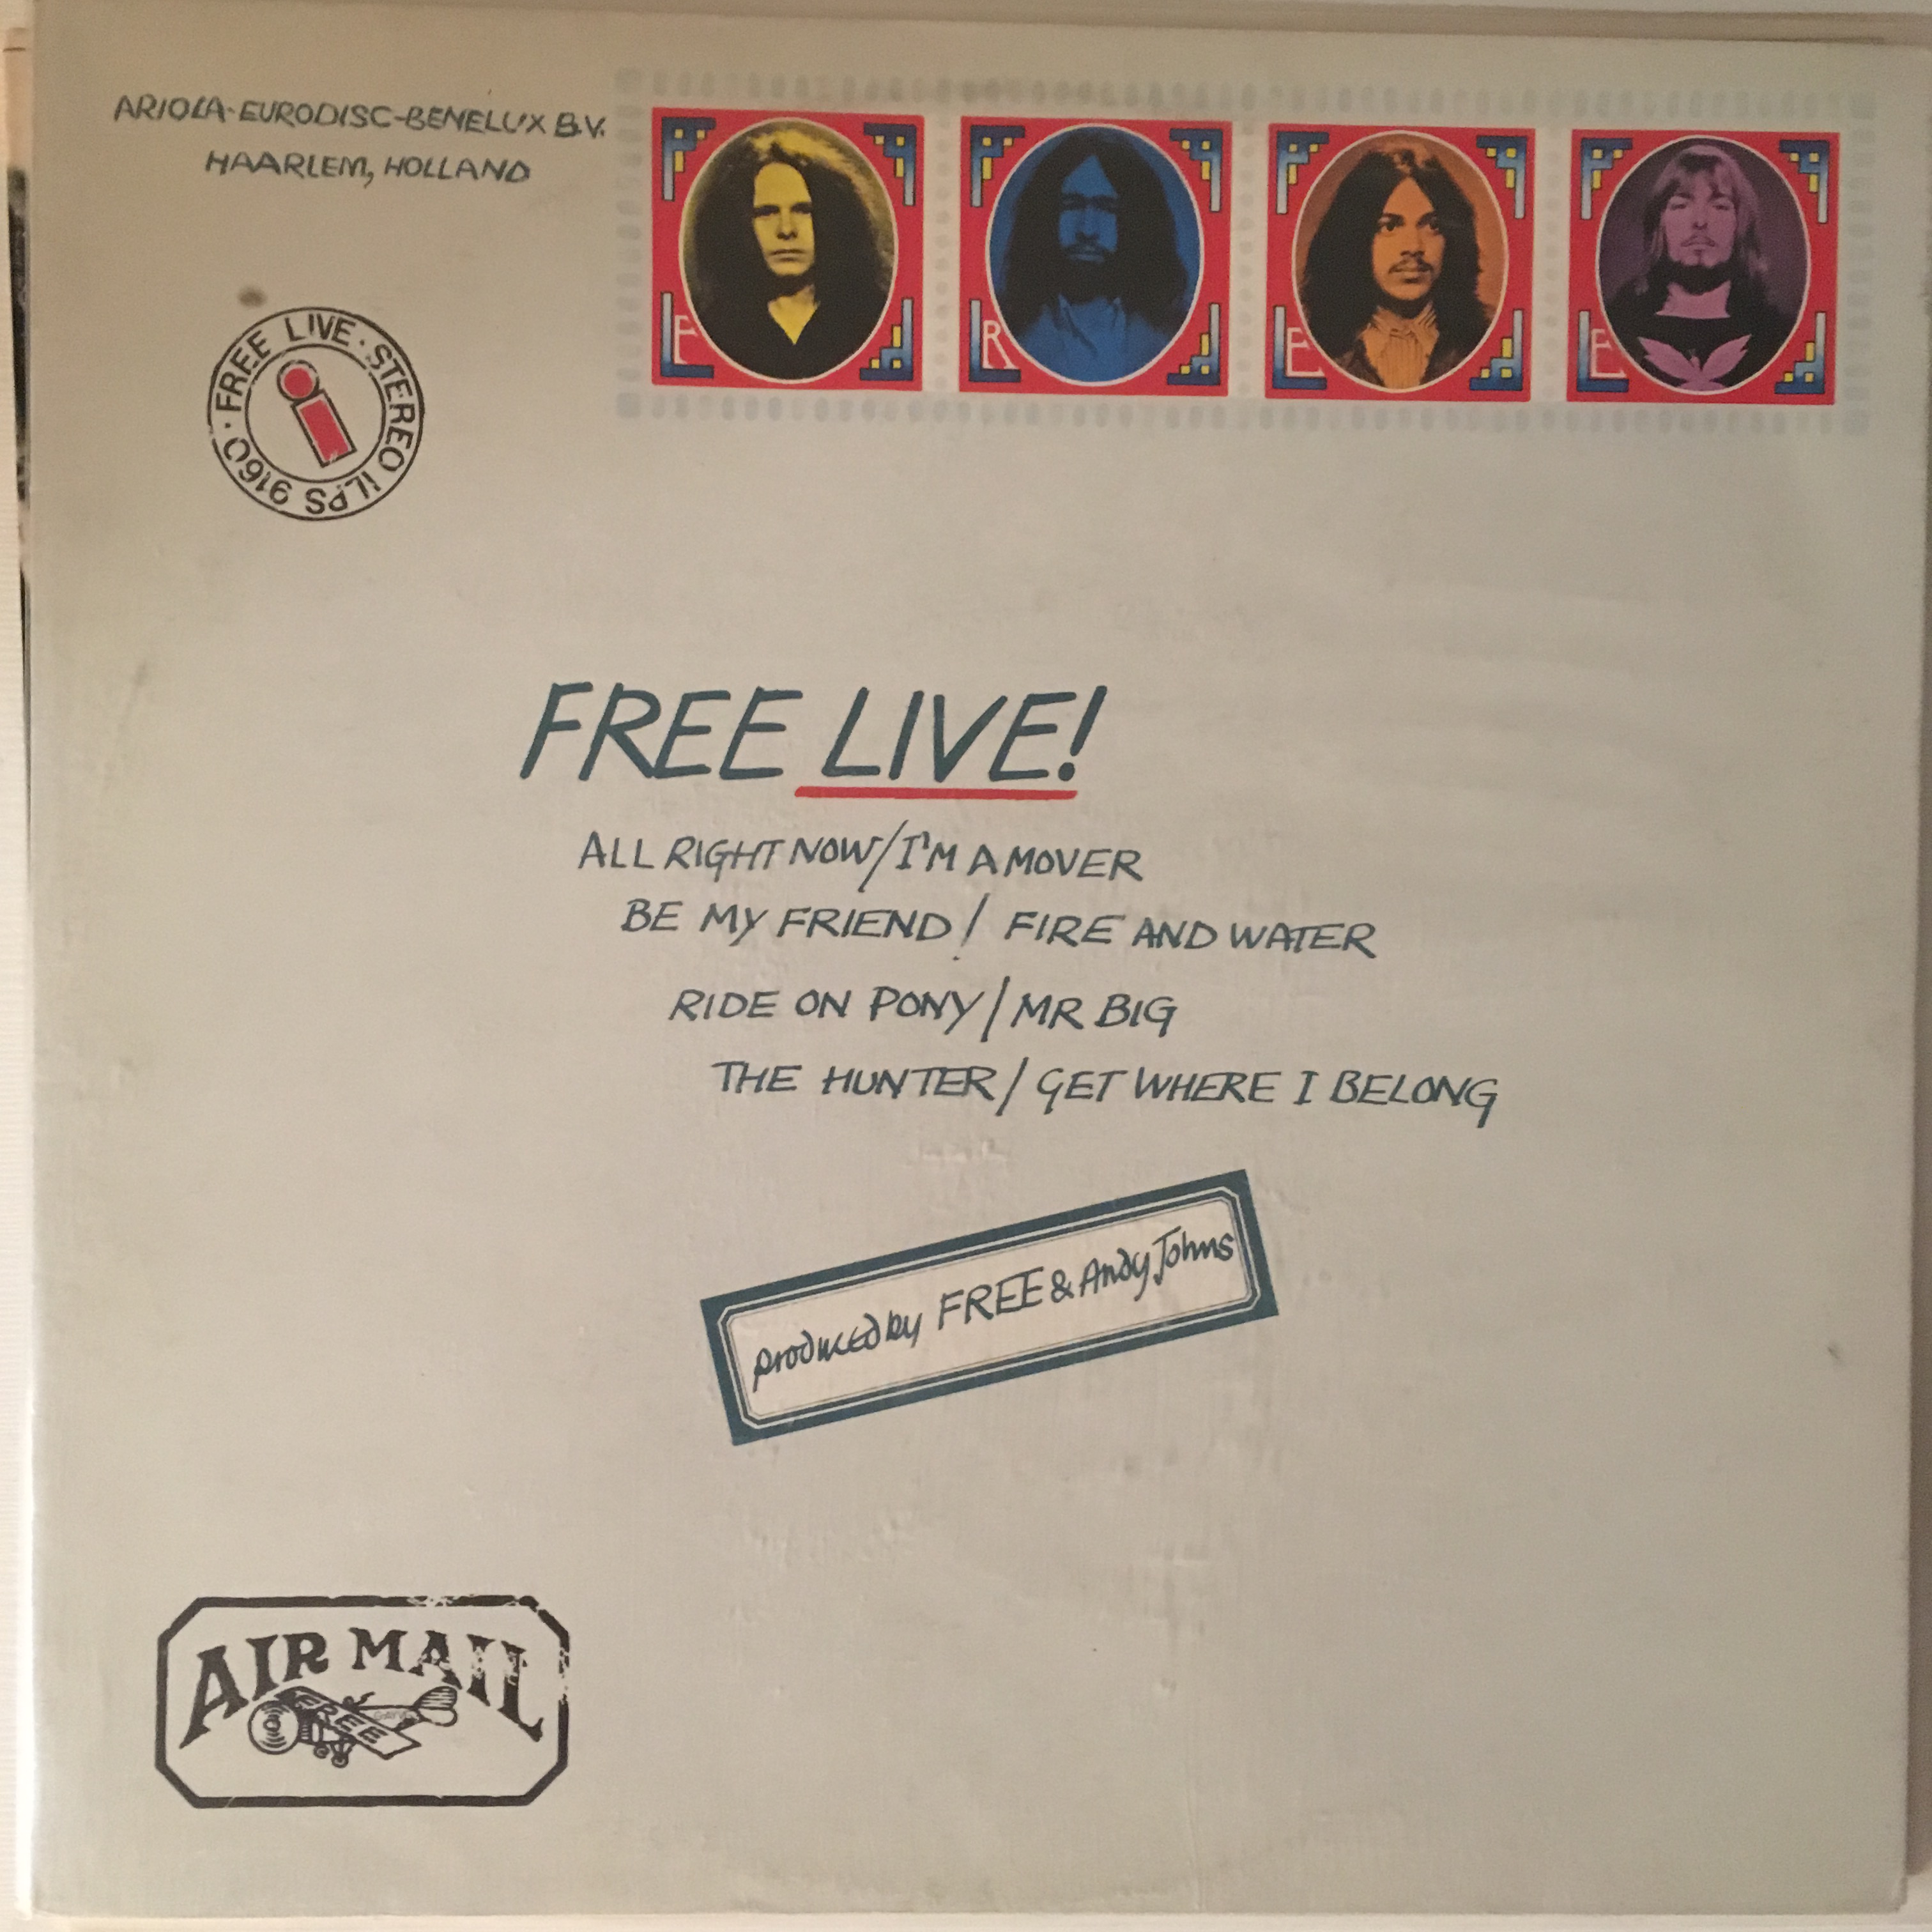 ARIOLA-EURODISC-BENELUX B.V.
HAARLEM, HOLLAND
F
R
E
E
· FREE LIVE · STEREO iLPS 9160
FREE LIVE!
ALL RIGHT NOW/I'M A MOVER
BE MY FRIEND/ FIRE AND WATER
RIDE ON PONY/MR BIG
THE HUNTER/ GET WHERE I BELONG
produced by FREE & Andy Johns
AIR MAIL
FREE